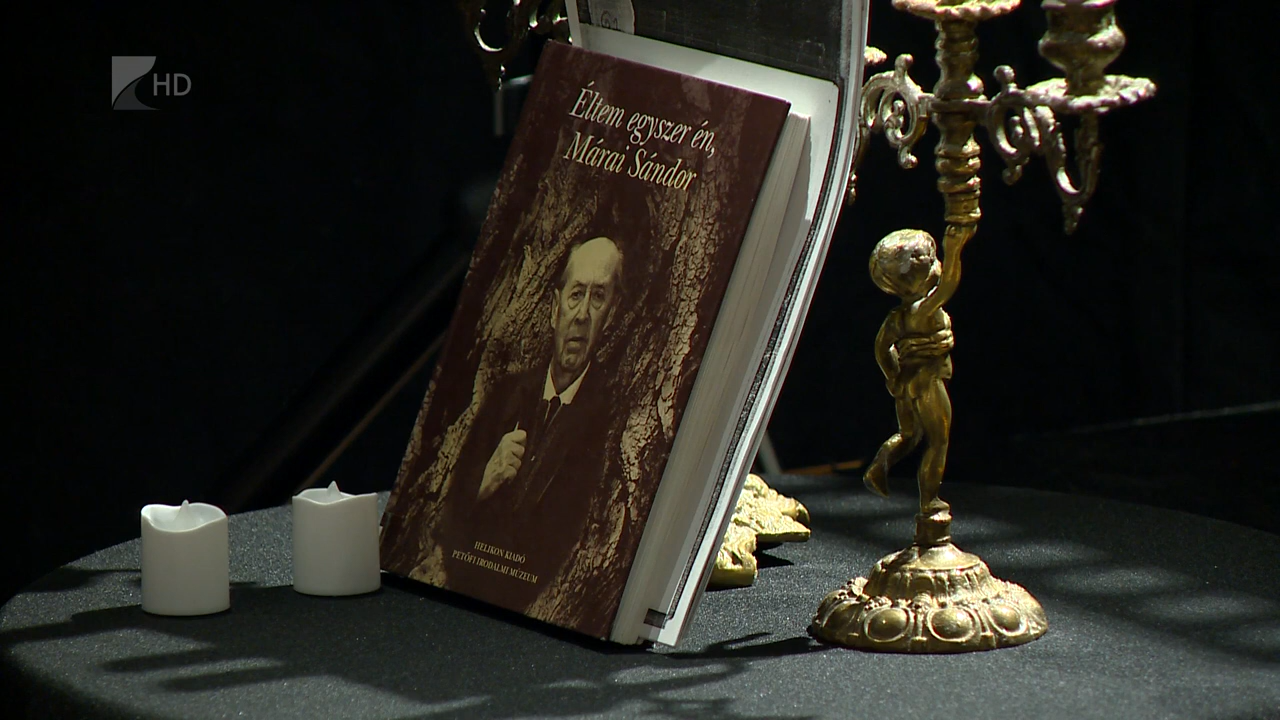 HD
Éltem egyszer én,
Márai Sándor
HELIKON KIADÓ
PETŐFI IRODALMI MÚZEUM